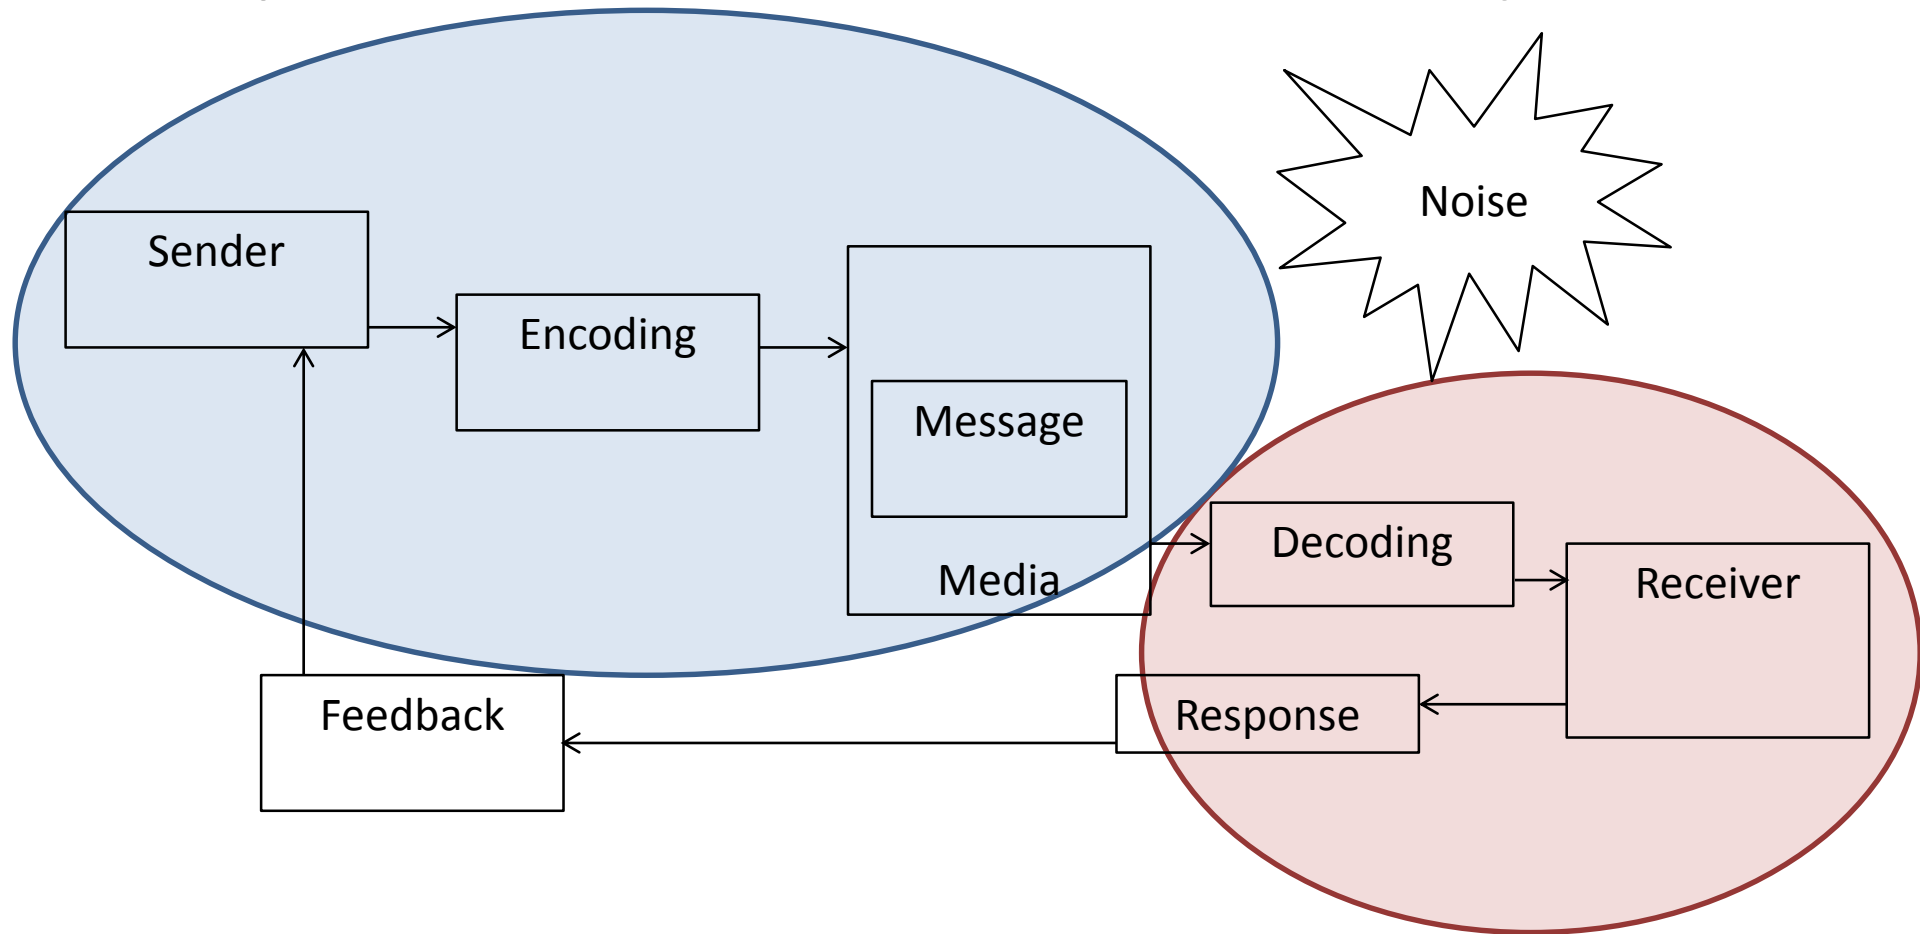 Noise
Sender
Encoding
Message
Media
Decoding
Receiver
Feedback
Response